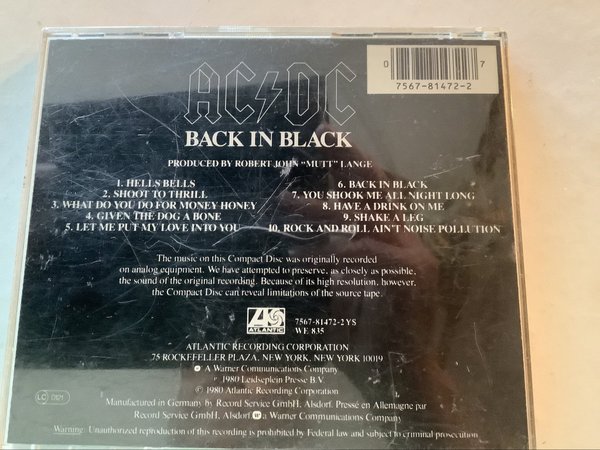 AC/DC
BACK IN BLACK
0 7567-81472-2 7
PRODUCED BY ROBERT JOHN "MUTT" LANGE
1. HELLS BELLS
2. SHOOT TO THRILL
3. WHAT DO YOU DO FOR MONEY HONEY
4. GIVEN THE DOG A BONE
5. LET ME PUT MY LOVE INTO YOU
6. BACK IN BLACK
7. YOU SHOOK ME ALL NIGHT LONG
8. HAVE A DRINK ON ME
9. SHAKE A LEG
10. ROCK AND ROLL AIN'T NOISE POLLUTION
The music on this Compact Disc was originally recorded
on analog equipment. We have attempted to preserve, as closely as possible,
the sound of the original recording. Because of its high resolution, however,
the Compact Disc can reveal limitations of the source tape.
ATLANTIC
7567-81472-2 YS
WE 835
ATLANTIC RECORDING CORPORATION
75 ROCKEFELLER PLAZA, NEW YORK, NEW YORK 10019
A Warner Communications Company
℗ 1980 Leidseplein Presse B.V.
© 1980 Atlantic Recording Corporation
Manufactured in Germany by Record Service GmbH, Alsdorf. Pressé en Allemagne par
Record Service GmbH, Alsdorf a Warner Communications Company
LC
Warning: Unauthorized reproduction of this recording is prohibited by Federal law and subject to criminal prosecution.